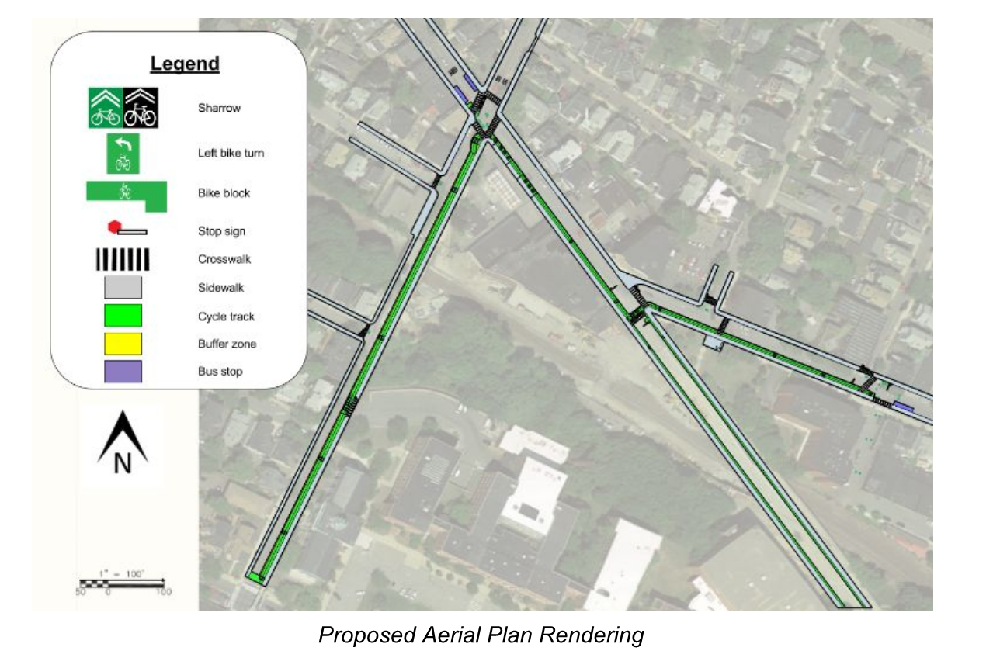 Legend
Sharrow
Left bike turn
Bike block
Stop sign
Crosswalk
Sidewalk
Cycle track
Buffer zone
Bus stop
N
1" = 100'
50 0 100
Proposed Aerial Plan Rendering